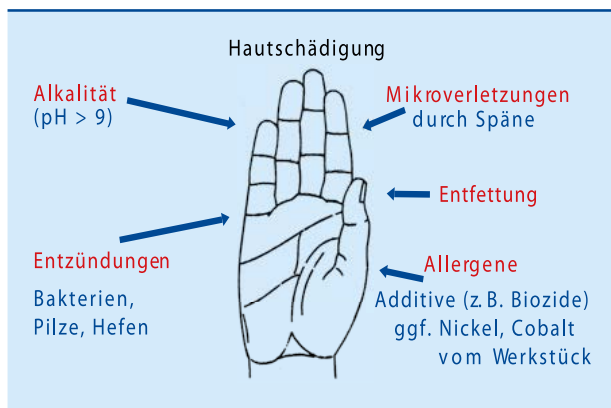 Hautschädigung
Alkalität
(pH > 9)
Mikroverletzungen
durch Späne
Entfettung
Entzündungen
Bakterien,
Pilze, Hefen
Allergene
Additive (z. B. Biozide)
ggf. Nickel, Cobalt
vom Werkstück